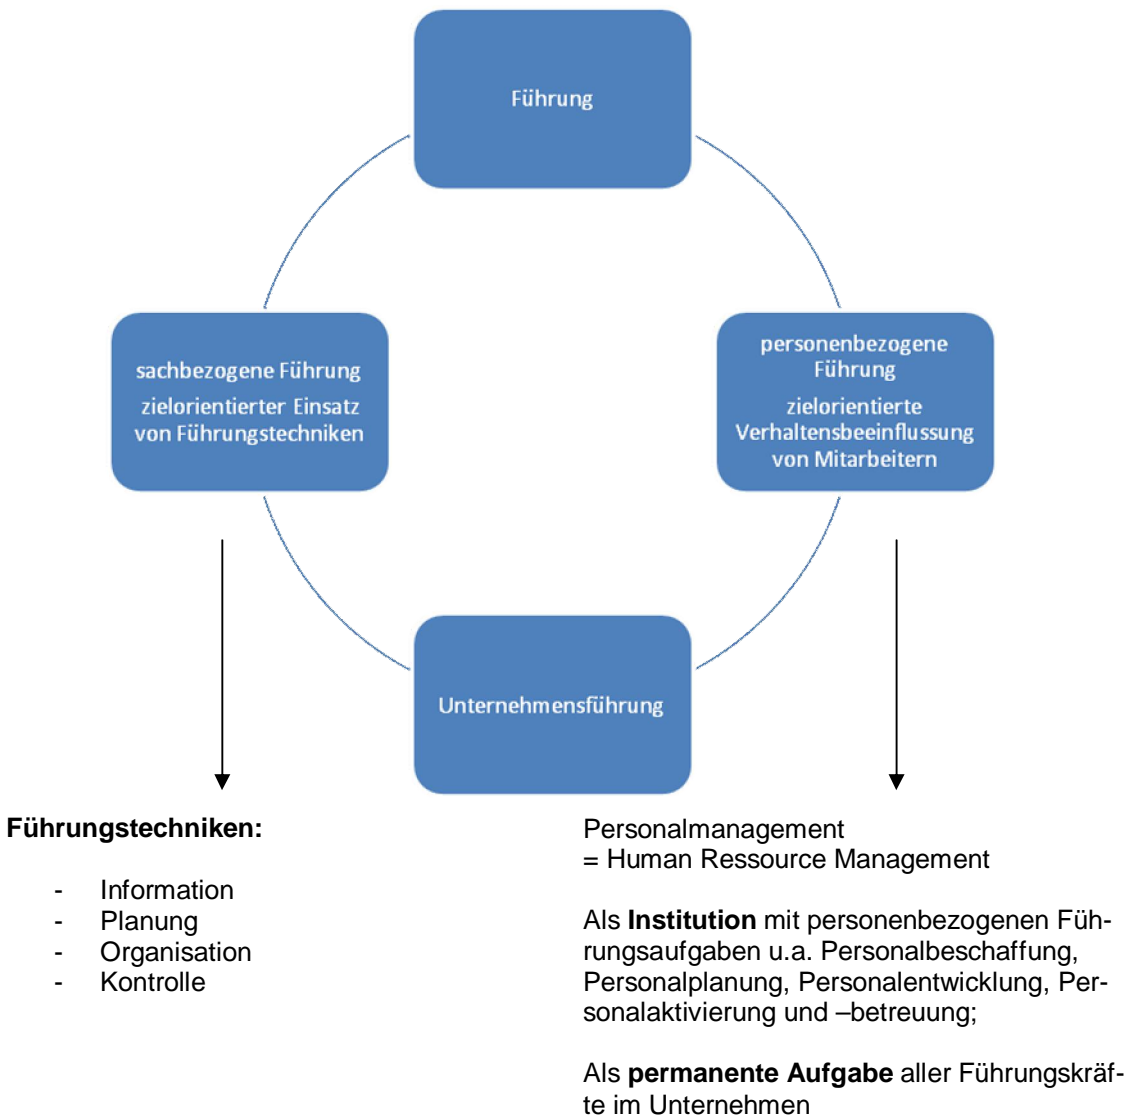 Führung
sachbezogene Führung
zielorientierter Einsatz
von Führungstechniken
personenbezogene
Führung
zielorientierte
Verhaltensbeeinflussung
von Mitarbeitern
Unternehmensführung
Führungstechniken:
- Information
- Planung
- Organisation
- Kontrolle
Personalmanagement
= Human Ressource Management
Als Institution mit personenbezogenen Füh-
rungsaufgaben u.a. Personalbeschaffung,
Personalplanung, Personalentwicklung, Per-
sonalaktivierung und –betreuung;
Als permanente Aufgabe aller Führungskräf-
te im Unternehmen